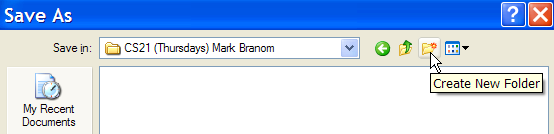 Save As
Save in: CS21 (Thursdays) Mark Branom
Create New Folder
My Recent
Documents